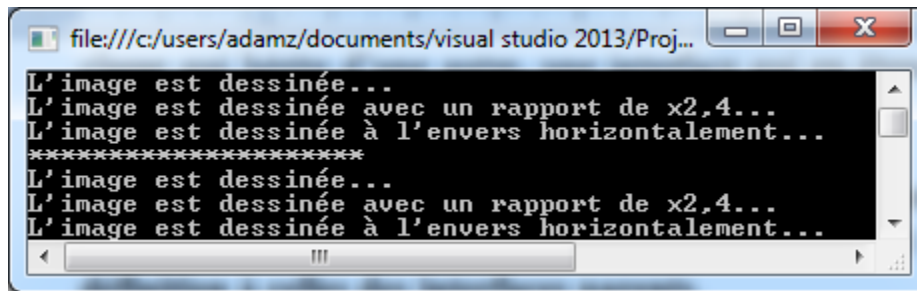 file:///c:/users/adamz/documents/visual studio 2013/Proj...
L'image est dessinée...
L'image est dessinée avec un rapport de x2,4...
L'image est dessinée à l'envers horizontalement...
*********************
L'image est dessinée...
L'image est dessinée avec un rapport de x2,4...
L'image est dessinée à l'envers horizontalement...